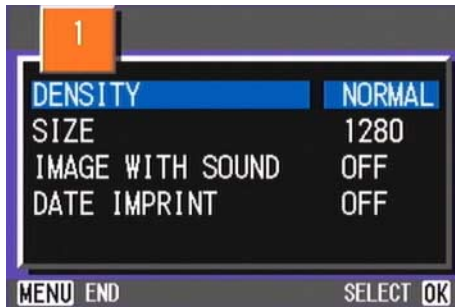 1
DENSITY NORMAL
SIZE 1280
IMAGE WITH SOUND OFF
DATE IMPRINT OFF
MENU END SELECT OK